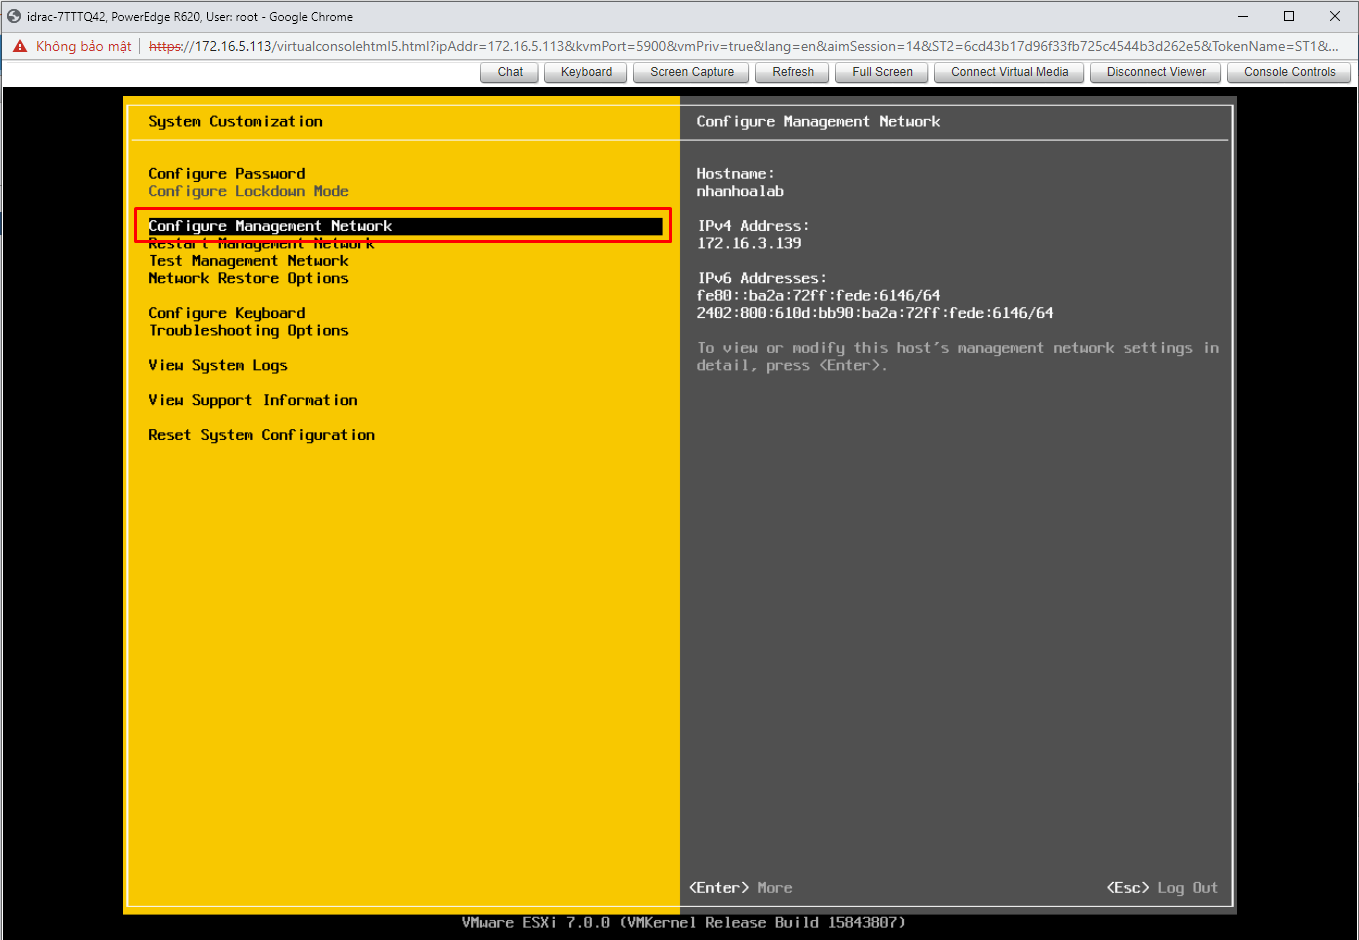 idrac-7TTTQ42, PowerEdge R620, User: root - Google Chrome
Không bảo mật | https://172.16.5.113/virtualconsolehtml5.html?ipAddr=172.16.5.113&kvmPort=5900&vmPriv=true&lang=en&aimSession=14&ST2=6cd43b17d96f33fb725c4544b3d262e5&TokenName=ST1&...
Chat Keyboard Screen Capture Refresh Full Screen Connect Virtual Media Disconnect Viewer Console Controls
System Customization
Configure Password
Configure Lockdown Mode
Configure Management Network
Restart Management Network
Test Management Network
Network Restore Options
Configure Keyboard
Troubleshooting Options
View System Logs
View Support Information
Reset System Configuration
Configure Management Network
Hostname:
nhanhoalab
IPv4 Address:
172.16.3.139
IPv6 Addresses:
fe80::ba2a:72ff:fede:6146/64
2402:800:610d:bb90:ba2a:72ff:fede:6146/64
To view or modify this host's management network settings in
detail, press <Enter>.
<Enter> More
<Esc> Log Out
VMware ESXi 7.0.0 (VMKernel Release Build 15843807)